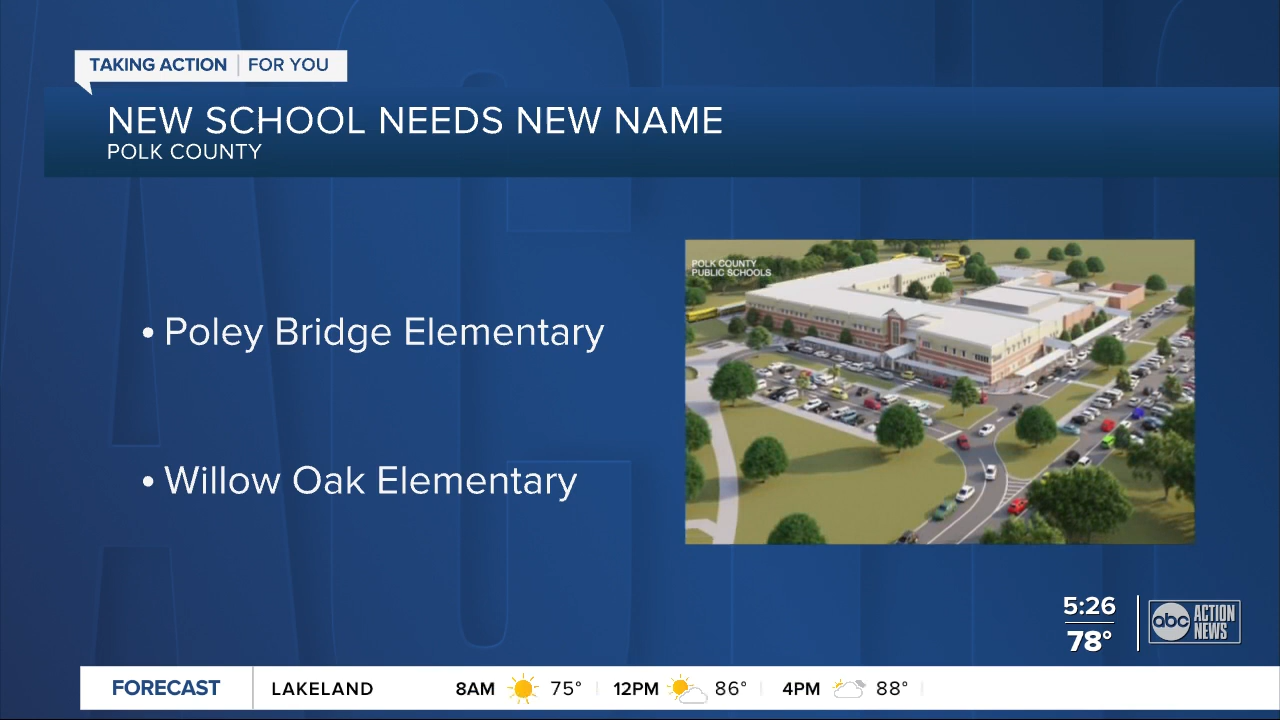 TAKING ACTION FOR YOU
NEW SCHOOL NEEDS NEW NAME
POLK COUNTY
POLK COUNTY
PUBLIC SCHOOLS
• Poley Bridge Elementary
• Willow Oak Elementary
5:26
78°
abc ACTION
NEWS
FORECAST LAKELAND 8AM 75° 12PM 86° 4PM 88°